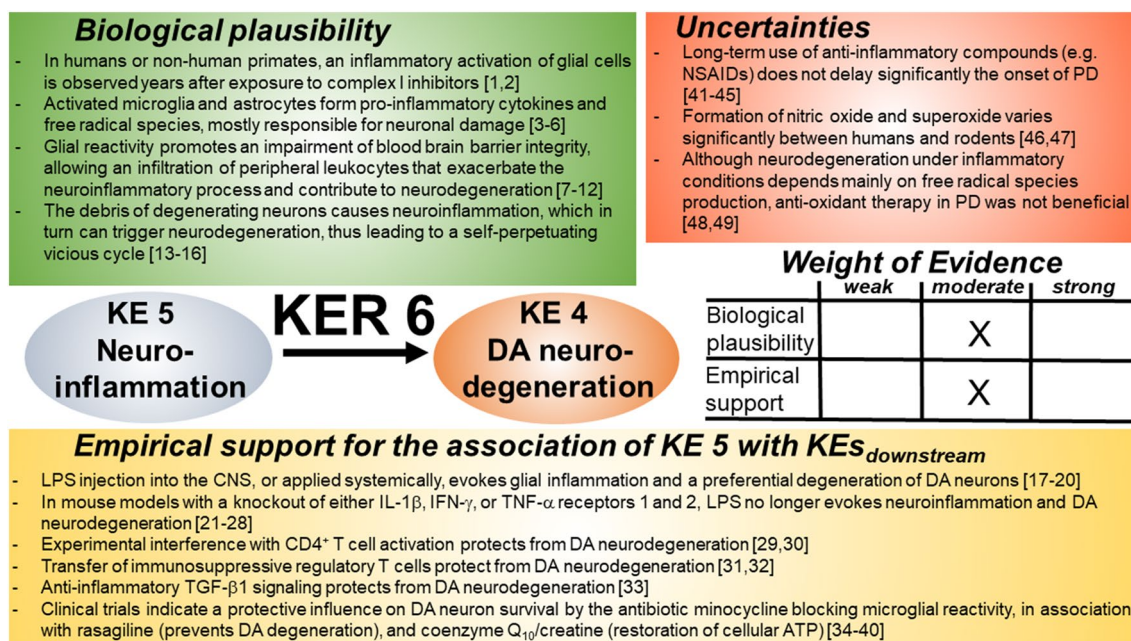 Biological plausibility
- In humans or non-human primates, an inflammatory activation of glial cells
is observed years after exposure to complex I inhibitors [1,2]
- Activated microglia and astrocytes form pro-inflammatory cytokines and
free radical species, mostly responsible for neuronal damage [3-6]
- Glial reactivity promotes an impairment of blood brain barrier integrity,
allowing an infiltration of peripheral leukocytes that exacerbate the
neuroinflammatory process and contribute to neurodegeneration [7-12]
- The debris of degenerating neurons causes neuroinflammation, which in
turn can trigger neurodegeneration, thus leading to a self-perpetuating
vicious cycle [13-16]
Uncertainties
- Long-term use of anti-inflammatory compounds (e.g.
NSAIDs) does not delay significantly the onset of PD
[41-45]
- Formation of nitric oxide and superoxide varies
significantly between humans and rodents [46,47]
- Although neurodegeneration under inflammatory
conditions depends mainly on free radical species
production, anti-oxidant therapy in PD was not beneficial
[48,49]
KE 5
Neuro-
inflammation
KER 6
KE 4
DA neuro-
degeneration
Weight of Evidence
weak moderate strong
Biological
plausibility X
Empirical
support X
Empirical support for the association of KE 5 with KEsdownstream
- LPS injection into the CNS, or applied systemically, evokes glial inflammation and a preferential degeneration of DA neurons [17-20]
- In mouse models with a knockout of either IL-1β, IFN-γ, or TNF-α receptors 1 and 2, LPS no longer evokes neuroinflammation and DA
neurodegeneration [21-28]
- Experimental interference with CD4⁺ T cell activation protects from DA neurodegeneration [29,30]
- Transfer of immunosuppressive regulatory T cells protect from DA neurodegeneration [31,32]
- Anti-inflammatory TGF-β1 signaling protects from DA neurodegeneration [33]
- Clinical trials indicate a protective influence on DA neuron survival by the antibiotic minocycline blocking microglial reactivity, in association
with rasagiline (prevents DA degeneration), and coenzyme Q₁₀/creatine (restoration of cellular ATP) [34-40]